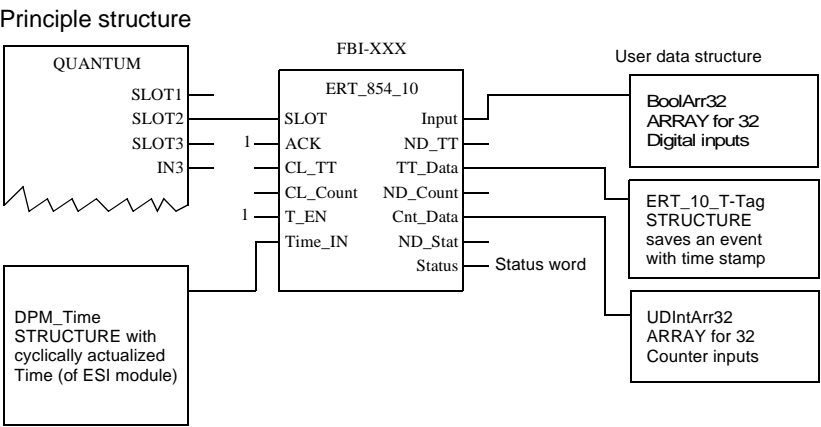 Principle structure
QUANTUM
SLOT1
SLOT2
SLOT3
IN3
FBI-XXX
ERT_854_10
SLOT
1 ACK
CL_TT
CL_Count
1 T_EN
Time_IN
Input
ND_TT
TT_Data
ND_Count
Cnt_Data
ND_Stat
Status
Status word
User data structure
BoolArr32
ARRAY for 32
Digital inputs
ERT_10_T-Tag
STRUCTURE
saves an event
with time stamp
UDIntArr32
ARRAY for 32
Counter inputs
DPM_Time
STRUCTURE with
cyclically actualized
Time (of ESI module)